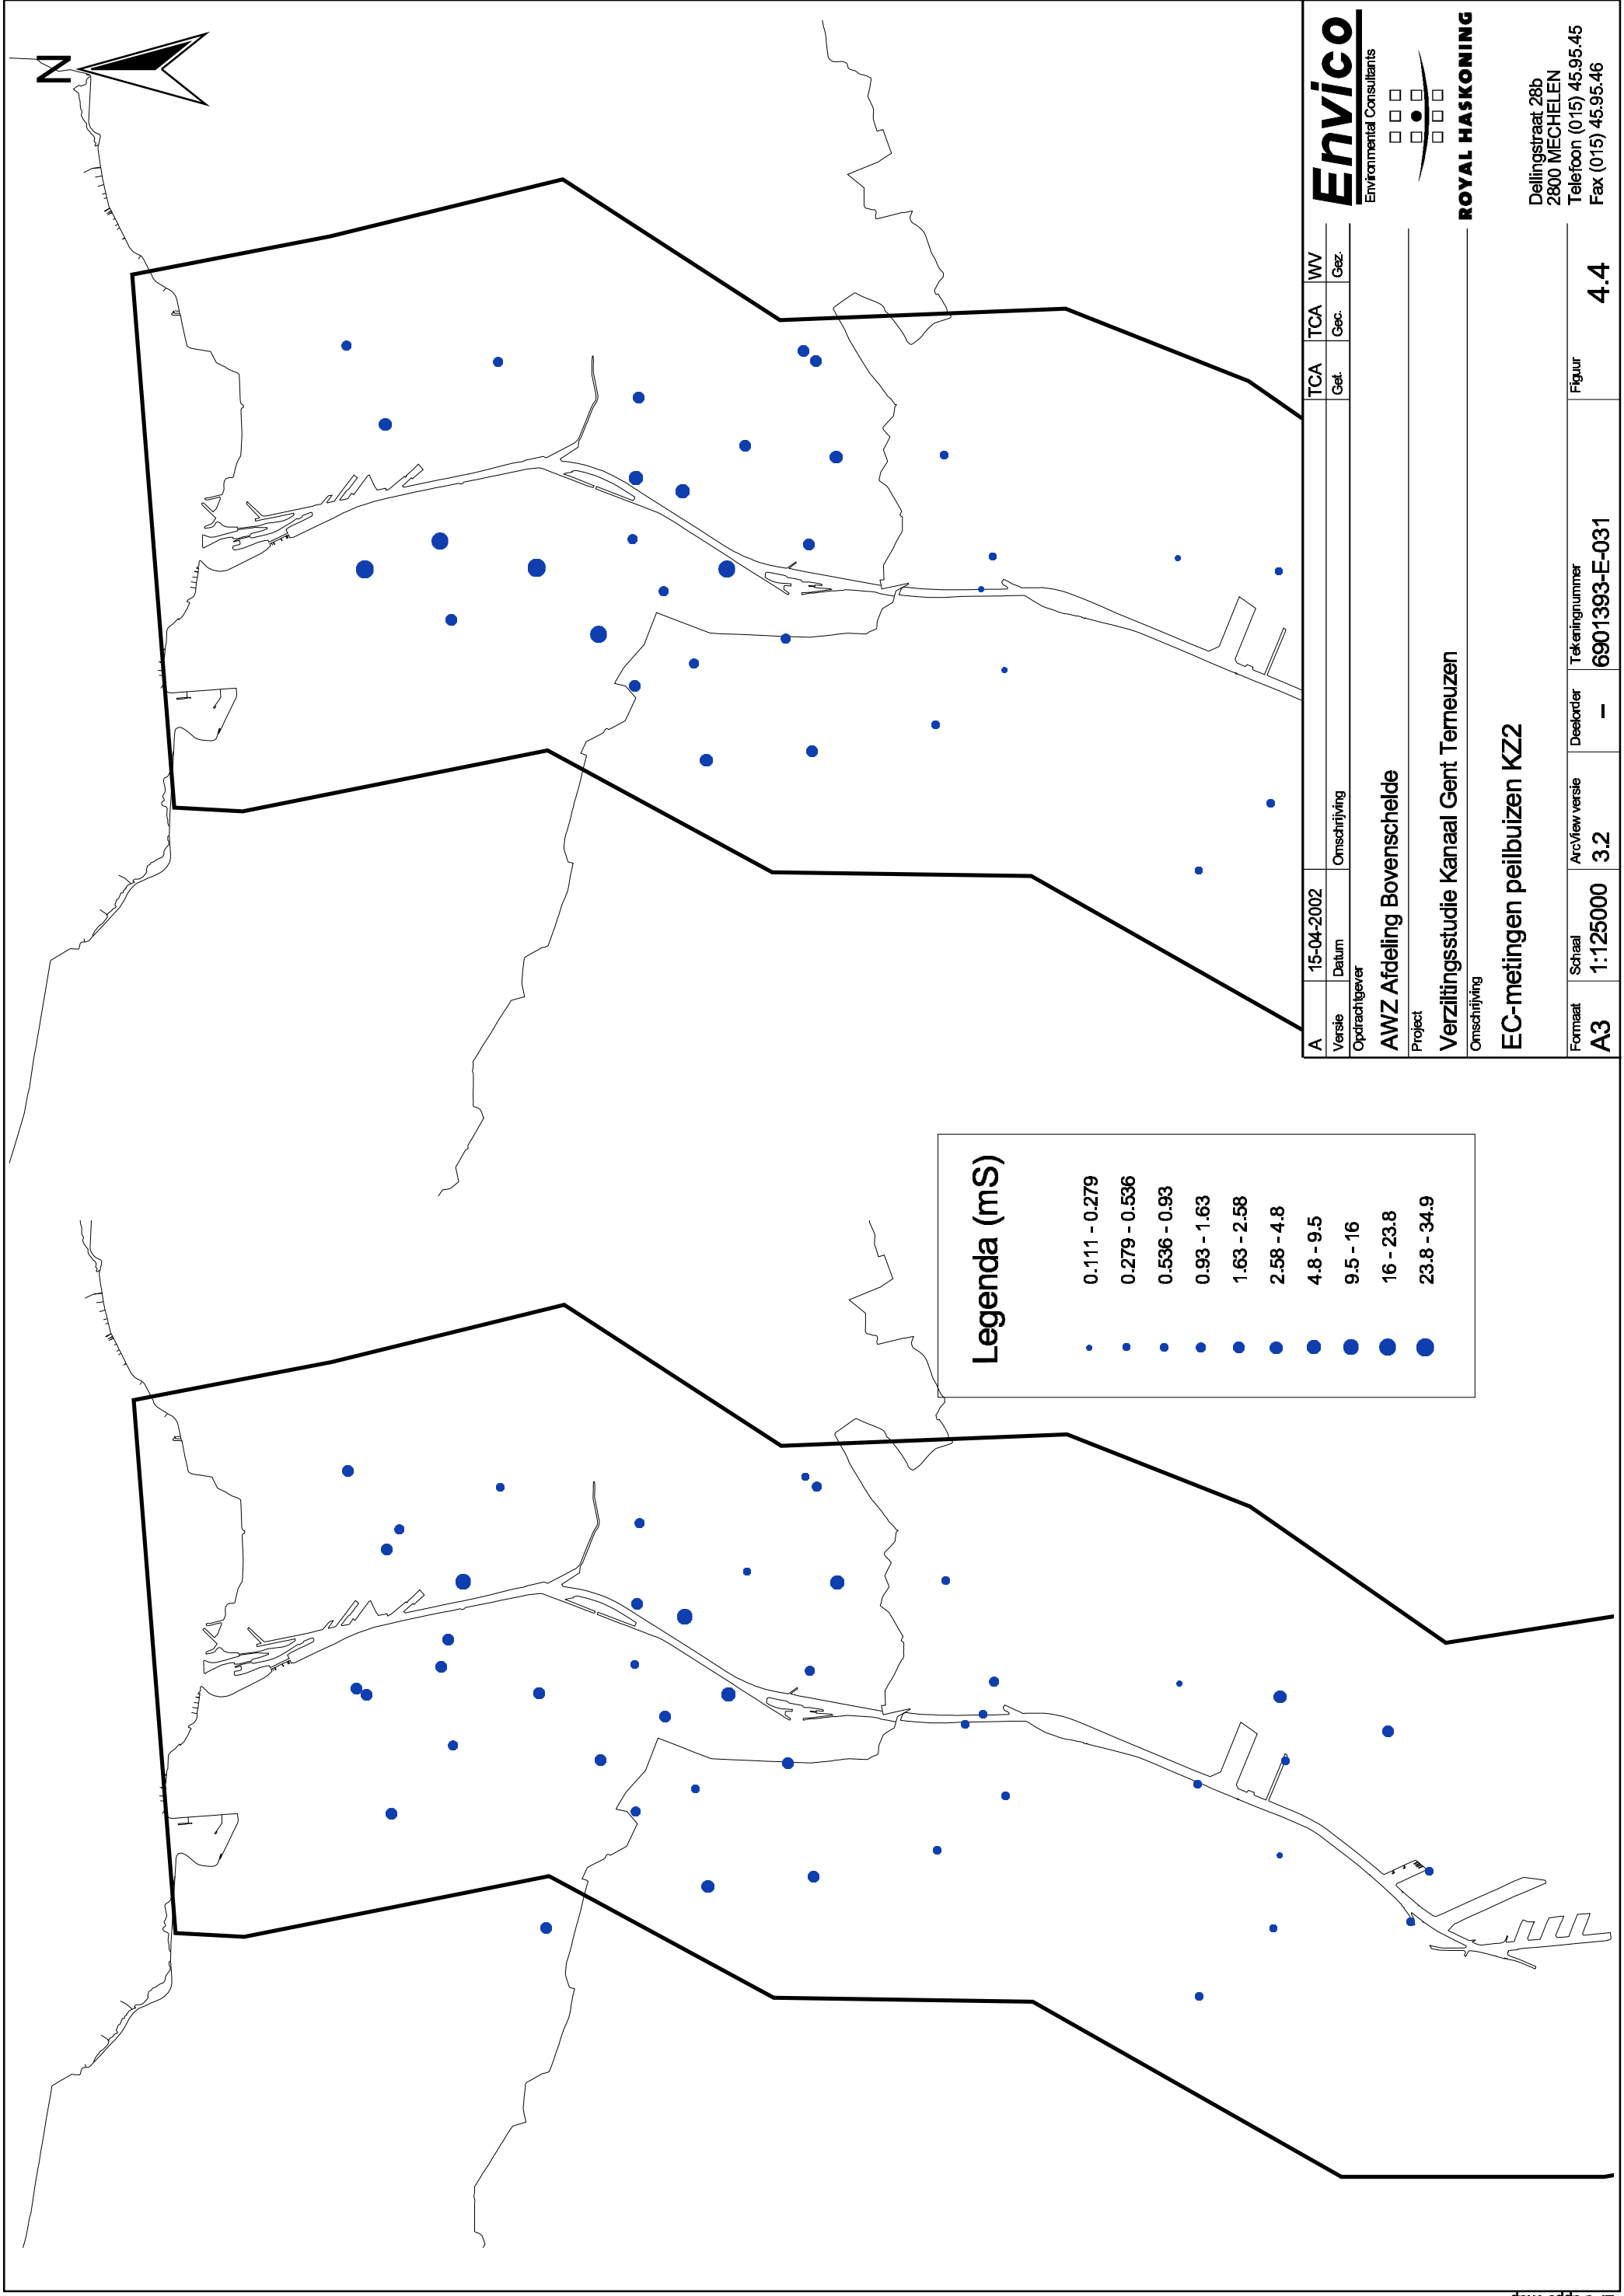 N
Legenda (mS)
0.111 - 0.279
0.279 - 0.536
0.536 - 0.93
0.93 - 1.63
1.63 - 2.58
2.58 - 4.8
4.8 - 9.5
9.5 - 16
16 - 23.8
23.8 - 34.9
A 15-04-2002 TCA TCA WV
Versie Datum Omschrijving Get. Gec. Gez.
Opdrachtgever
AWZ Afdeling Bovenschelde
Project
Verziltingsstudie Kanaal Gent Terneuzen
Omschrijving
EC-metingen peilbuizen KZ2
Formaat Schaal ArcView versie Deelorder Tekeningnummer Figuur
A3 1:125000 3.2 – 6901393-E-031 4.4
Envico
Environmental Consultants
ROYAL HASKONING
Dellingstraat 28b
2800 MECHELEN
Telefoon (015) 45.95.45
Fax (015) 45.95.46